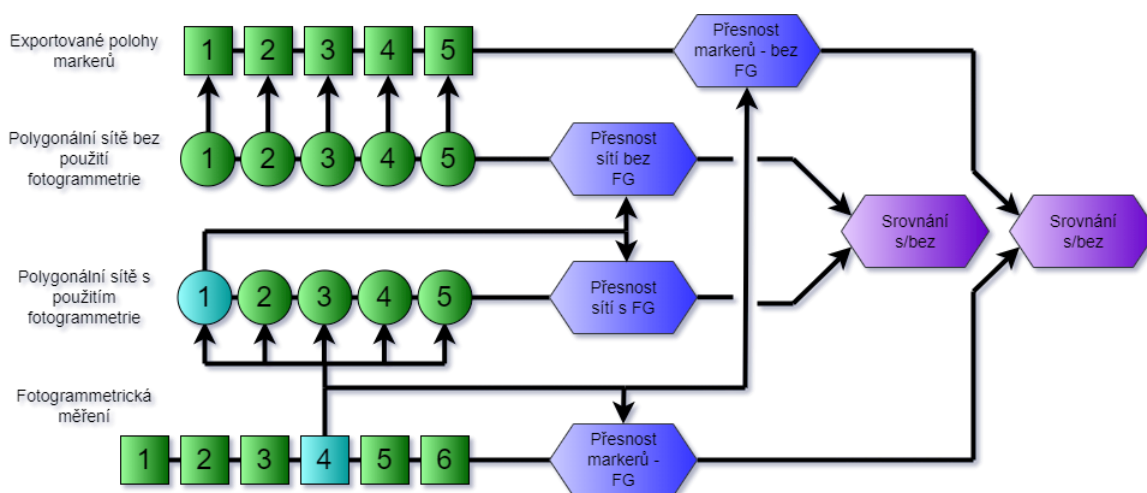 Exportované polohy
markerů
1 2 3 4 5
Přesnost
markerů - bez
FG
Polygonální sítě bez
použití
fotogrammetrie
1 2 3 4 5
Přesnost
sítí bez
FG
Srovnání
s/bez
Srovnání
s/bez
Polygonální sítě s
použitím
fotogrammetrie
1 2 3 4 5
Přesnost
sítí s FG
Fotogrammetrická
měření
1 2 3 4 5 6
Přesnost
markerů -
FG